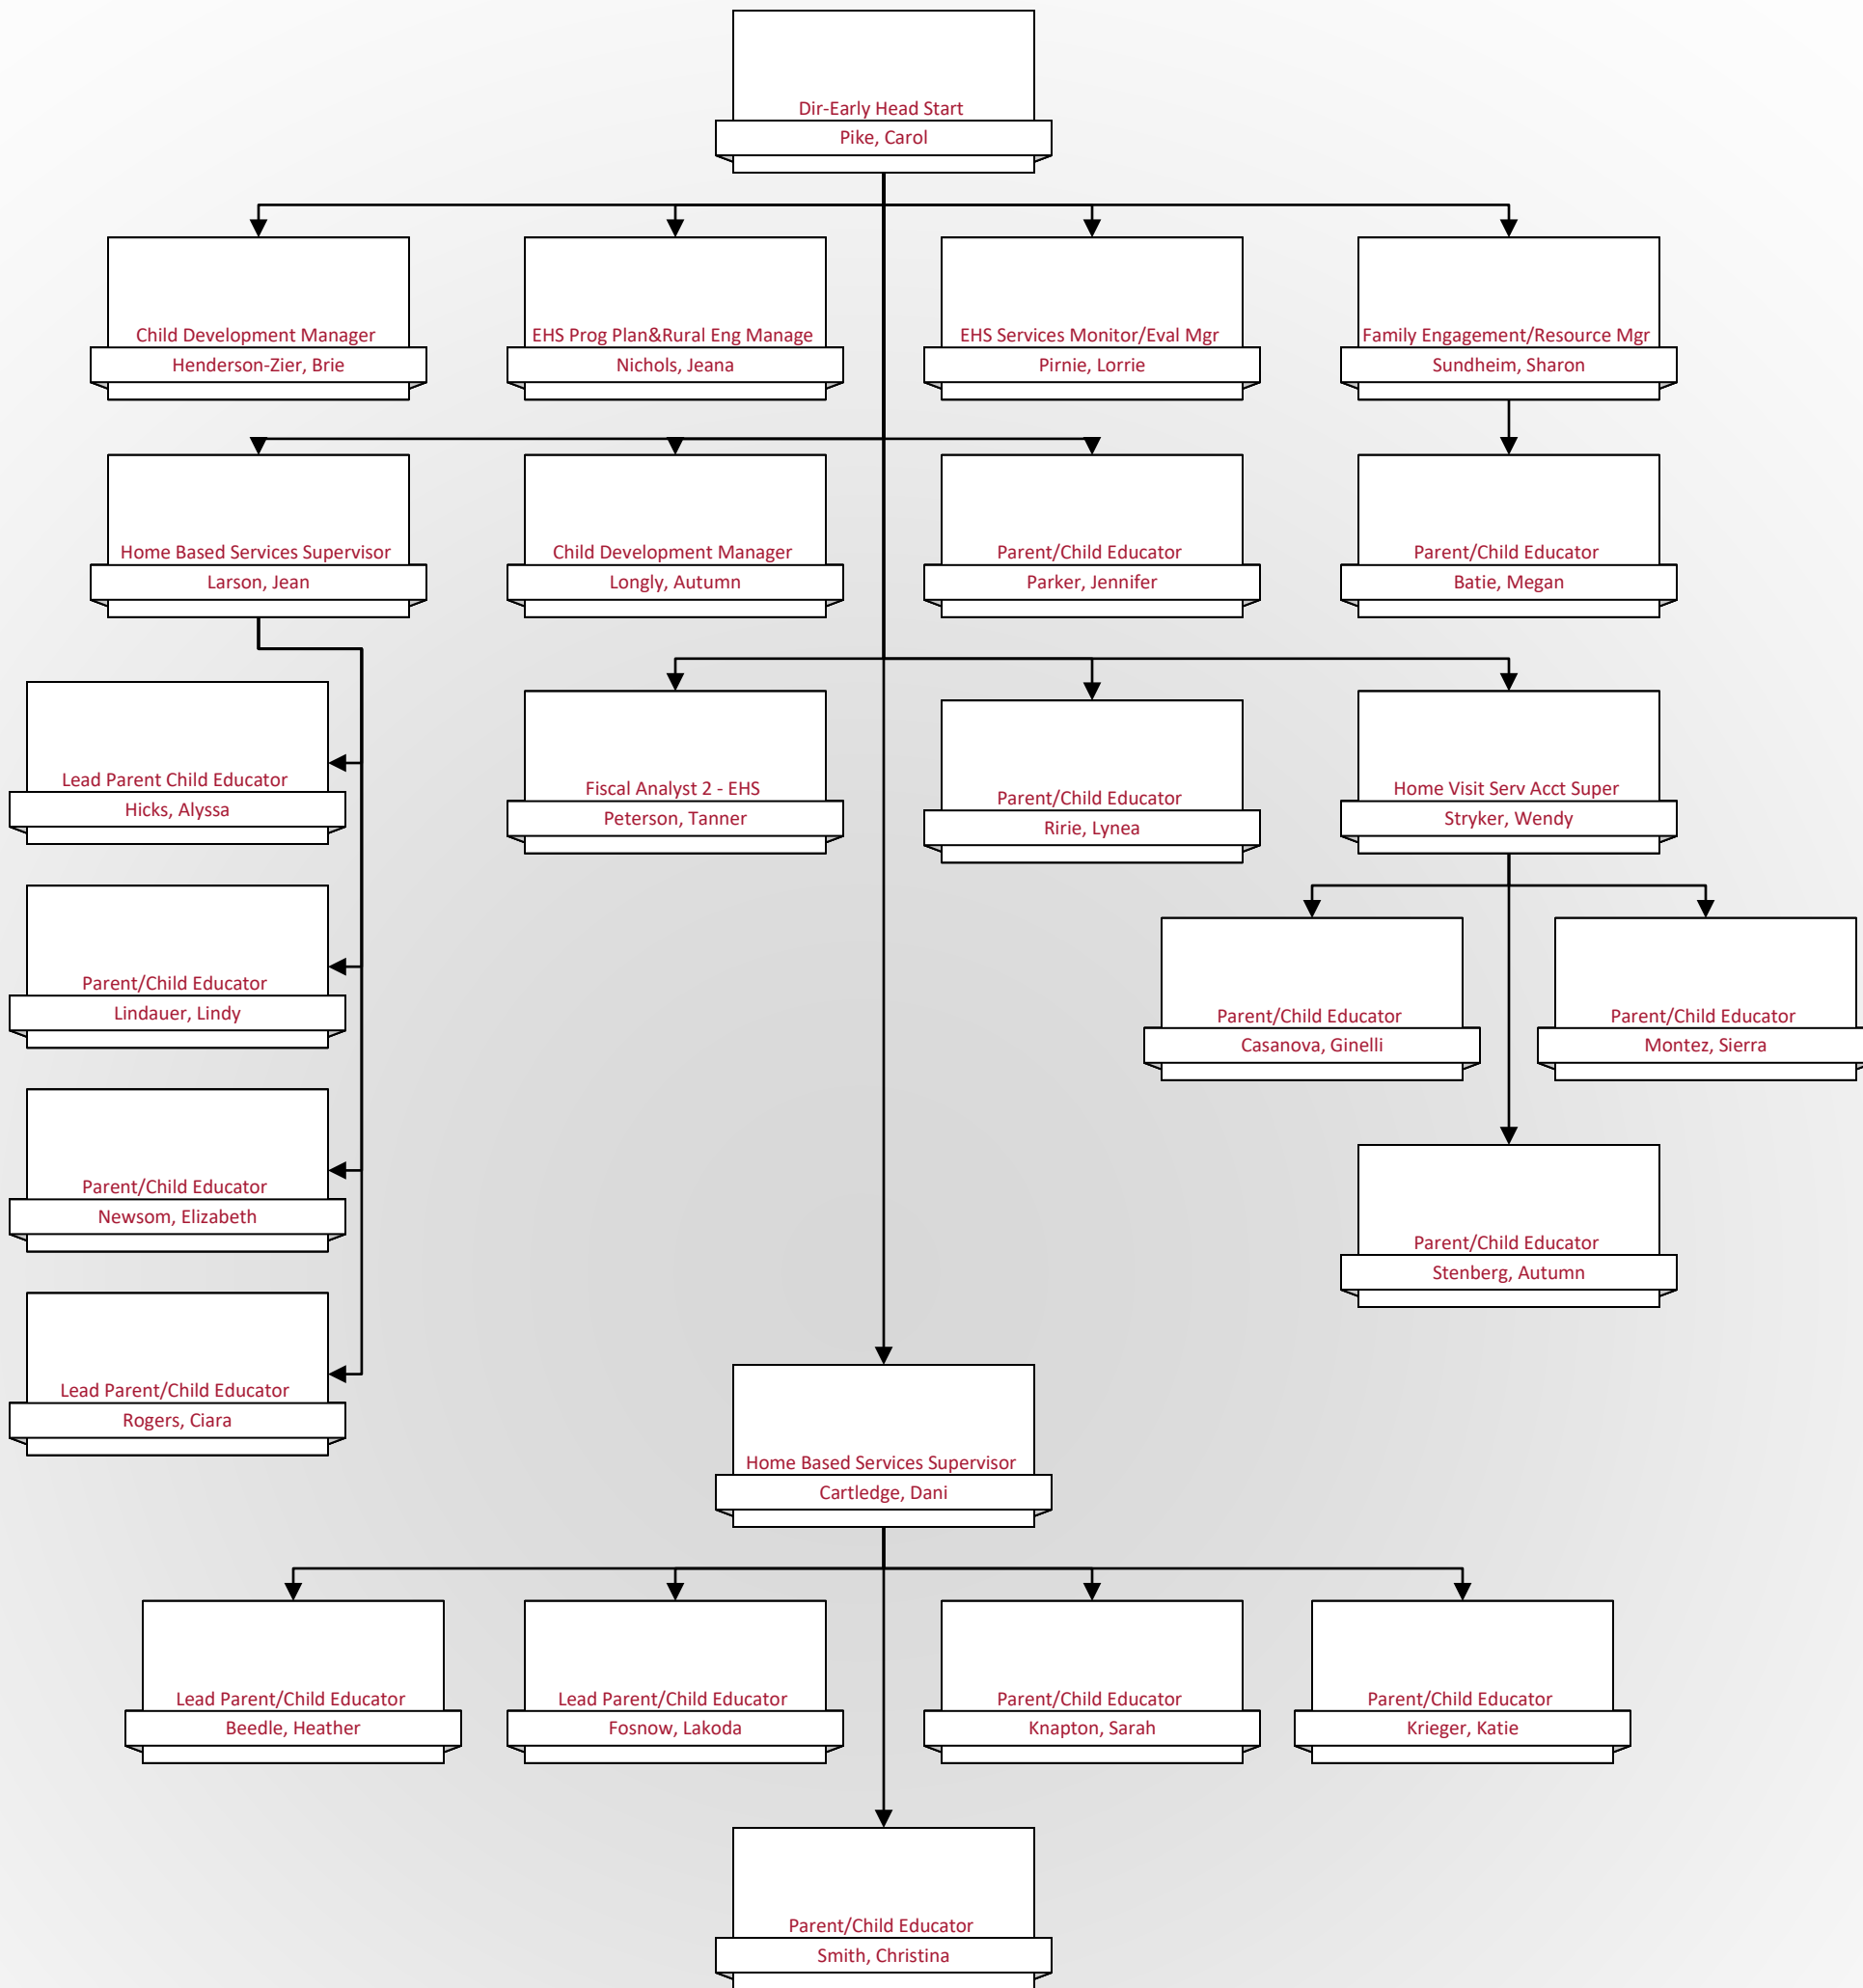 Dir-Early Head Start
Pike, Carol
Child Development Manager
Henderson-Zier, Brie
EHS Prog Plan&Rural Eng Manage
Nichols, Jeana
EHS Services Monitor/Eval Mgr
Pirnie, Lorrie
Family Engagement/Resource Mgr
Sundheim, Sharon
Home Based Services Supervisor
Larson, Jean
Child Development Manager
Longly, Autumn
Parent/Child Educator
Parker, Jennifer
Parent/Child Educator
Batie, Megan
Lead Parent Child Educator
Hicks, Alyssa
Fiscal Analyst 2 - EHS
Peterson, Tanner
Parent/Child Educator
Ririe, Lynea
Home Visit Serv Acct Super
Stryker, Wendy
Parent/Child Educator
Lindauer, Lindy
Parent/Child Educator
Casanova, Ginelli
Parent/Child Educator
Montez, Sierra
Parent/Child Educator
Newsom, Elizabeth
Parent/Child Educator
Stenberg, Autumn
Lead Parent/Child Educator
Rogers, Ciara
Home Based Services Supervisor
Cartledge, Dani
Lead Parent/Child Educator
Beedle, Heather
Lead Parent/Child Educator
Fosnow, Lakoda
Parent/Child Educator
Knapton, Sarah
Parent/Child Educator
Krieger, Katie
Parent/Child Educator
Smith, Christina